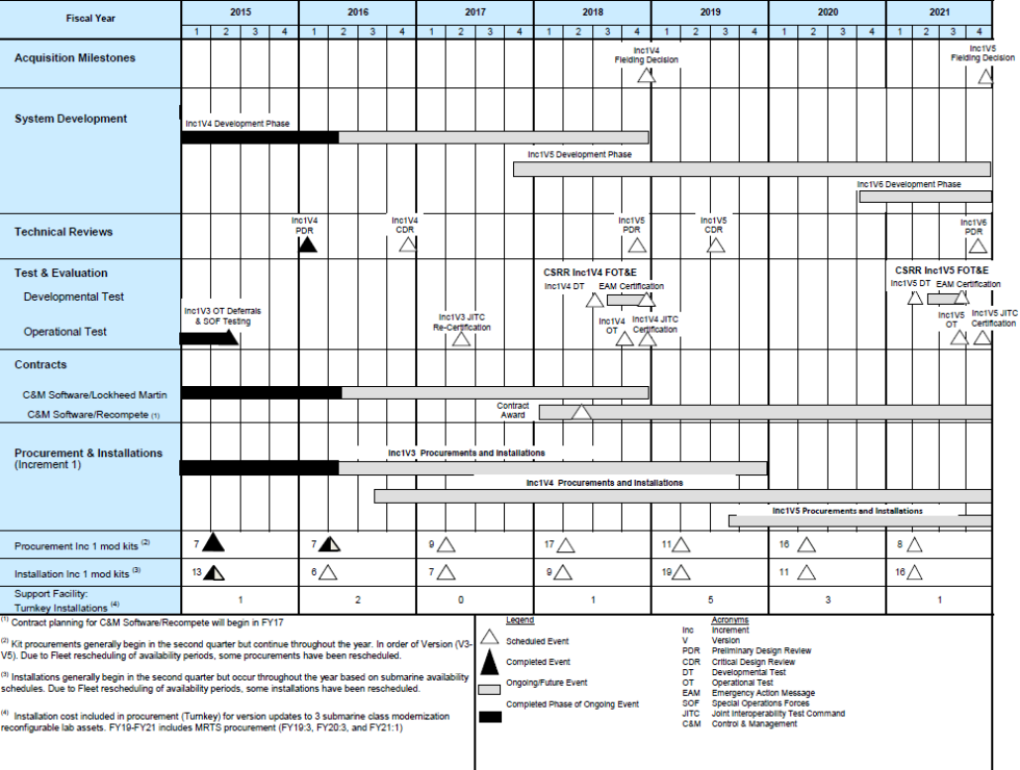 Fiscal Year
2015 2016 2017 2018 2019 2020 2021
1 2 3 4 1 2 3 4 1 2 3 4 1 2 3 4 1 2 3 4 1 2 3 4 1 2 3 4
Acquisition Milestones
Inc1V4
Fielding Decision
Inc1V5
Fielding Decision
System Development
Inc1V4 Development Phase
Inc1V5 Development Phase
Inc1V6 Development Phase
Technical Reviews
Inc1V4
PDR
Inc1V4
CDR
Inc1V5
PDR
Inc1V5
CDR
Inc1V6
PDR
Test & Evaluation
CSRR Inc1V4 FOT&E
CSRR Inc1V5 FOT&E
Developmental Test
Inc1V4 DT
EAM Certification
Inc1V5 DT
EAM Certification
Operational Test
Inc1V3 OT Deferrals
& SOF Testing
Inc1V3 JITC
Re-Certification
Inc1V4
OT
Inc1V4 JITC
Certification
Inc1V5
OT
Inc1V5 JITC
Certification
Contracts
C&M Software/Lockheed Martin
C&M Software/Recompete (1)
Contract
Award
Procurement & Installations
(Increment 1)
Inc1V3 Procurements and Installations
Inc1V4 Procurements and Installations
Inc1V5 Procurements and Installations
Procurement Inc 1 mod kits (2) 7 7 9 17 11 16 8
Installation Inc 1 mod kits (3) 13 6 7 9 19 11 16
Support Facility:
Turnkey Installations (4) 1 2 0 1 5 3 1
(1) Contract planning for C&M Software/Recompete will begin in FY17
(2) Kit procurements generally begin in the second quarter but continue throughout the year. In order of Version (V3-
V5). Due to Fleet rescheduling of availability periods, some procurements have been rescheduled.
(3) Installations generally begin in the second quarter but occur throughout the year based on submarine availability
schedules. Due to Fleet rescheduling of availability periods, some installations have been rescheduled.
(4) Installation cost included in procurement (Turnkey) for version updates to 3 submarine class modernization
reconfigurable lab assets. FY19-FY21 includes MRTS procurement (FY19:3, FY20:3, and FY21:1)
Legend
Scheduled Event
Completed Event
Ongoing/Future Event
Completed Phase of Ongoing Event
Acronyms
Inc Increment
V Version
PDR Preliminary Design Review
CDR Critical Design Review
DT Developmental Test
OT Operational Test
EAM Emergency Action Message
SOF Special Operations Forces
JITC Joint Interoperability Test Command
C&M Control & Management